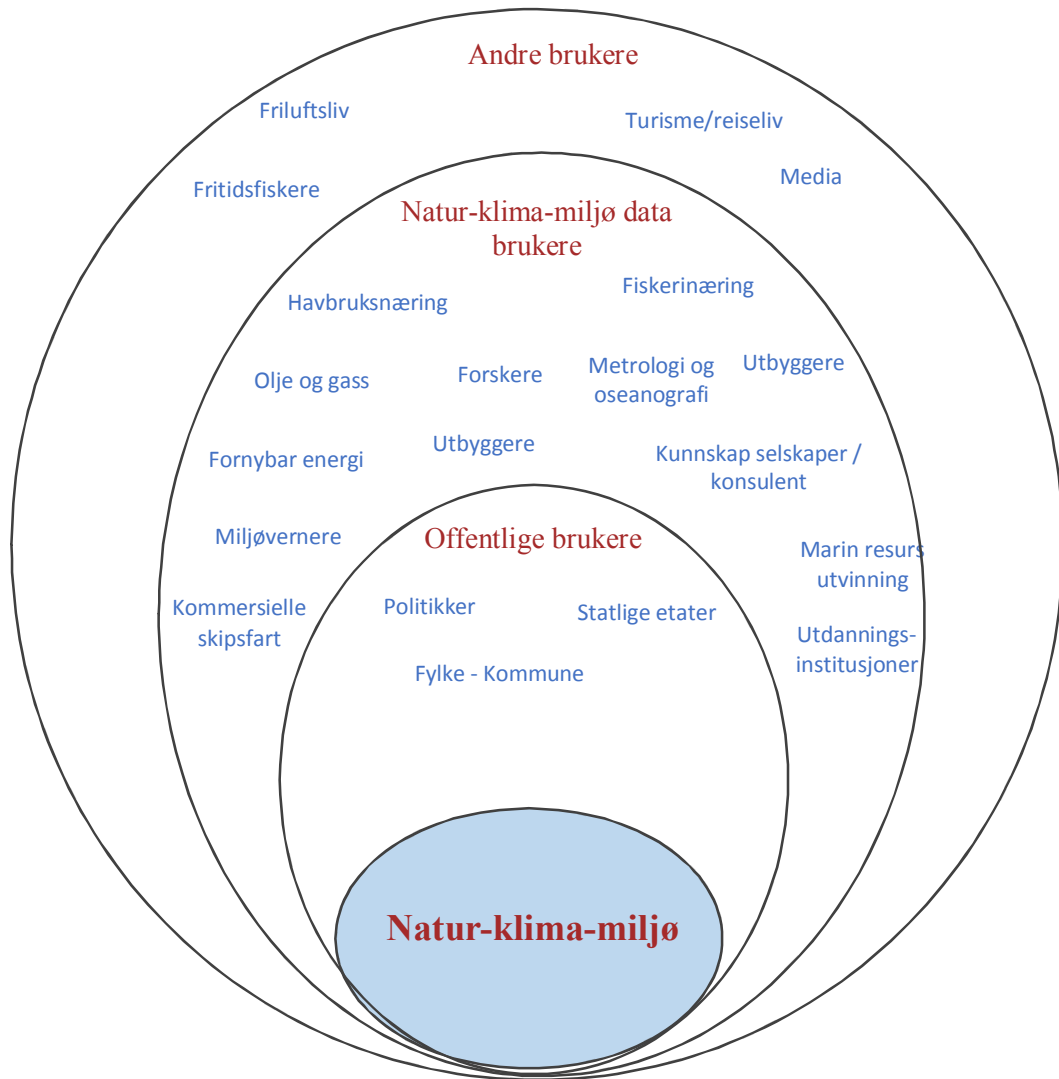 Andre brukere
Friluftsliv
Turisme/reiseliv
Media
Fritidsfiskere
Natur-klima-miljø data
brukere
Fiskerinæring
Havbruksnæring
Metrologi og
oseanografi
Utbyggere
Olje og gass
Forskere
Utbyggere
Fornybar energi
Kunnskap selskaper /
konsulent
Miljøvernere
Offentlige brukere
Marin resurs
utvinning
Kommersielle
skipsfart
Politikker
Statlige etater
Utdannings-
institusjoner
Fylke - Kommune
Natur-klima-miljø